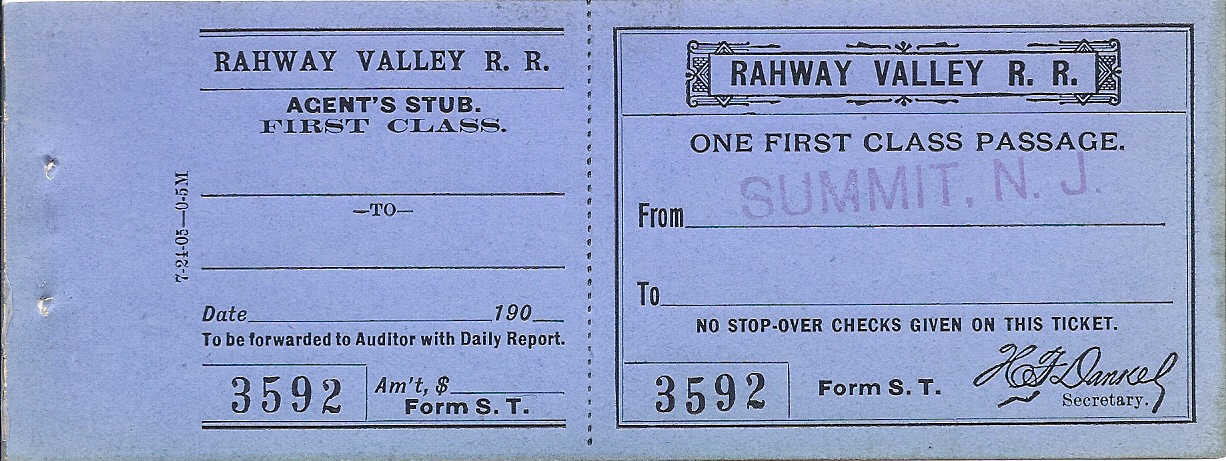 RAHWAY VALLEY R. R.
AGENT'S STUB.
FIRST CLASS.
—TO—
7-24-05—0-5M
Date 190
To be forwarded to Auditor with Daily Report.
3592
Am't, $
Form S. T.
RAHWAY VALLEY R. R.
ONE FIRST CLASS PASSAGE.
SUMMIT, N. J.
From
To
NO STOP-OVER CHECKS GIVEN ON THIS TICKET.
3592
Form S. T.
Secretary.